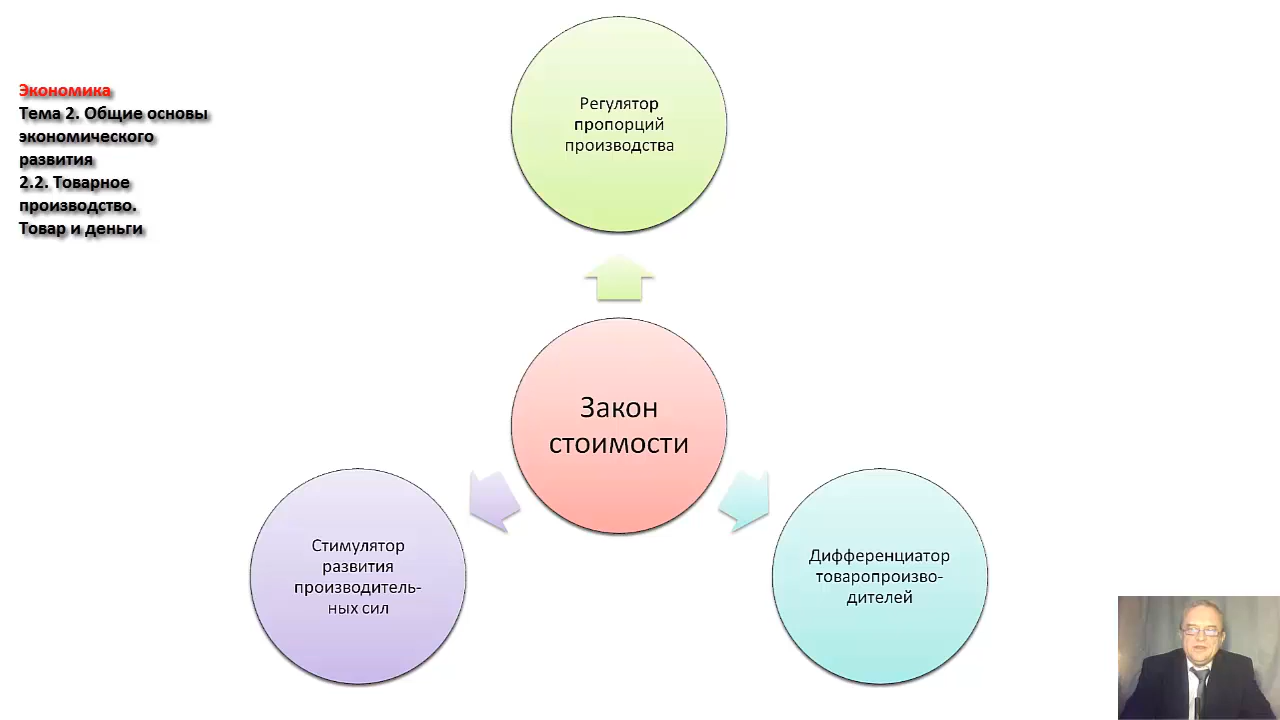 Экономика
Тема 2. Общие основы
экономического
развития
2.2. Товарное
производство.
Товар и деньги
Регулятор
пропорций
производства
Закон
стоимости
Стимулятор
развития
производитель-
ных сил
Дифференциатор
товаропроизво-
дителей